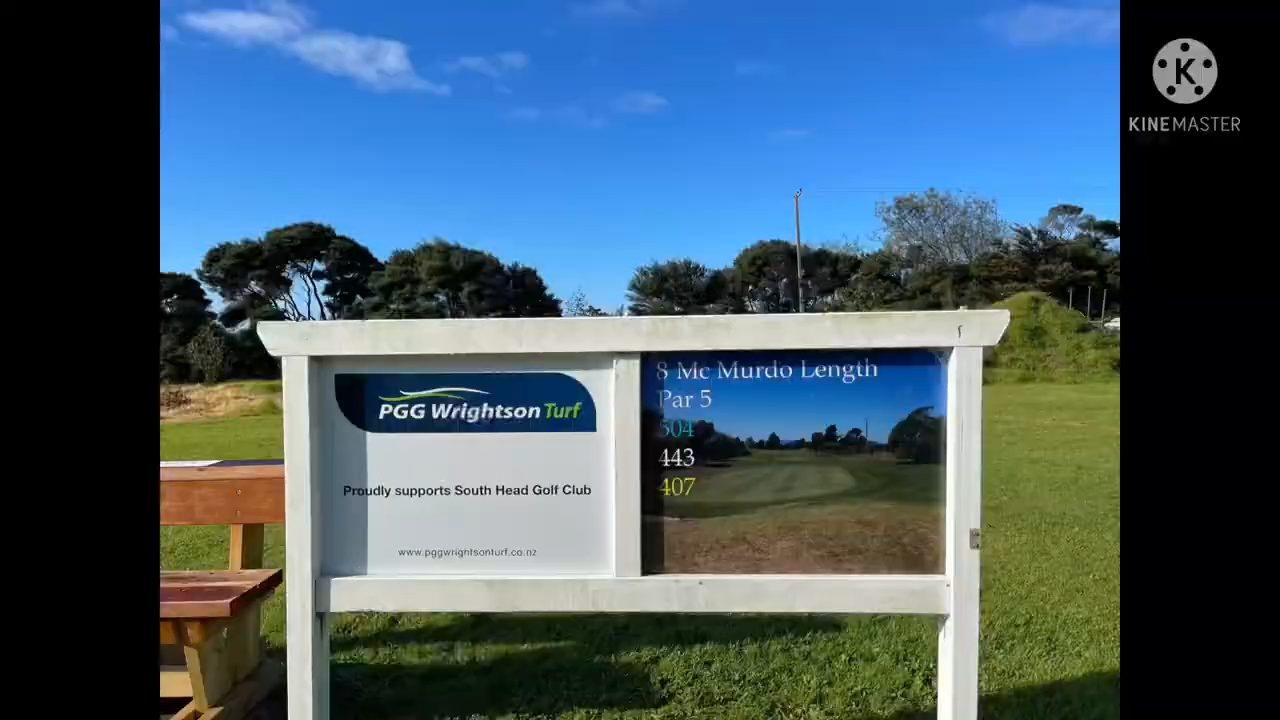 K
KINEMASTER
PGG Wrightson Turf
Proudly supports South Head Golf Club
www.pggwrightsonturf.co.nz
8 Mc Murdo Length
Par 5
504
443
407